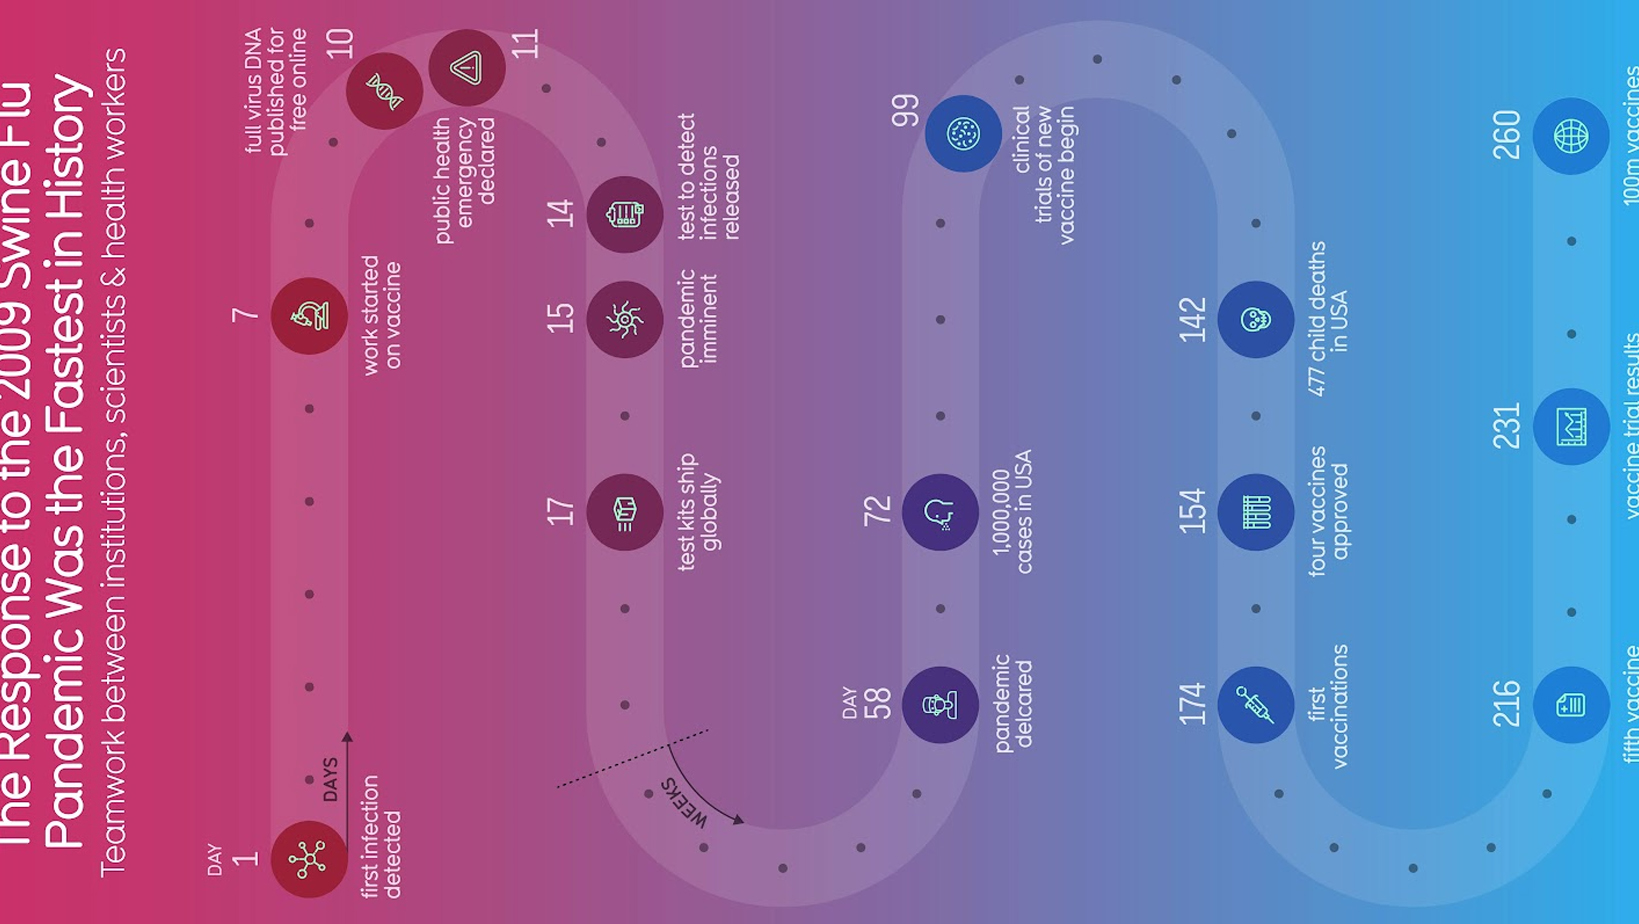 The Response to the 2009 Swine Flu
Pandemic Was the Fastest in History
Teamwork between institutions, scientists & health workers
DAY
1
first infection
detected
DAYS
7
work started
on vaccine
full virus DNA
published for
free online
10
public health
emergency
declared
11
14
test to detect
infections
released
15
pandemic
imminent
17
test kits ship
globally
WEEKS
DAY
58
pandemic
delcared
72
1,000,000
cases in USA
99
clinical
trials of new
vaccine begin
142
477 child deaths
in USA
154
four vaccines
approved
174
first
vaccinations
216
fifth vaccine
231
vaccine trial results
260
100m vaccines